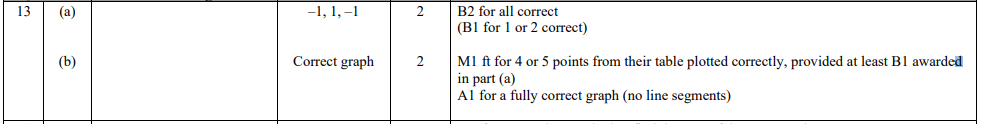 13 (a) –1, 1, –1 2 B2 for all correct
(B1 for 1 or 2 correct)
(b) Correct graph 2 M1 ft for 4 or 5 points from their table plotted correctly, provided at least B1 awarded
in part (a)
A1 for a fully correct graph (no line segments)